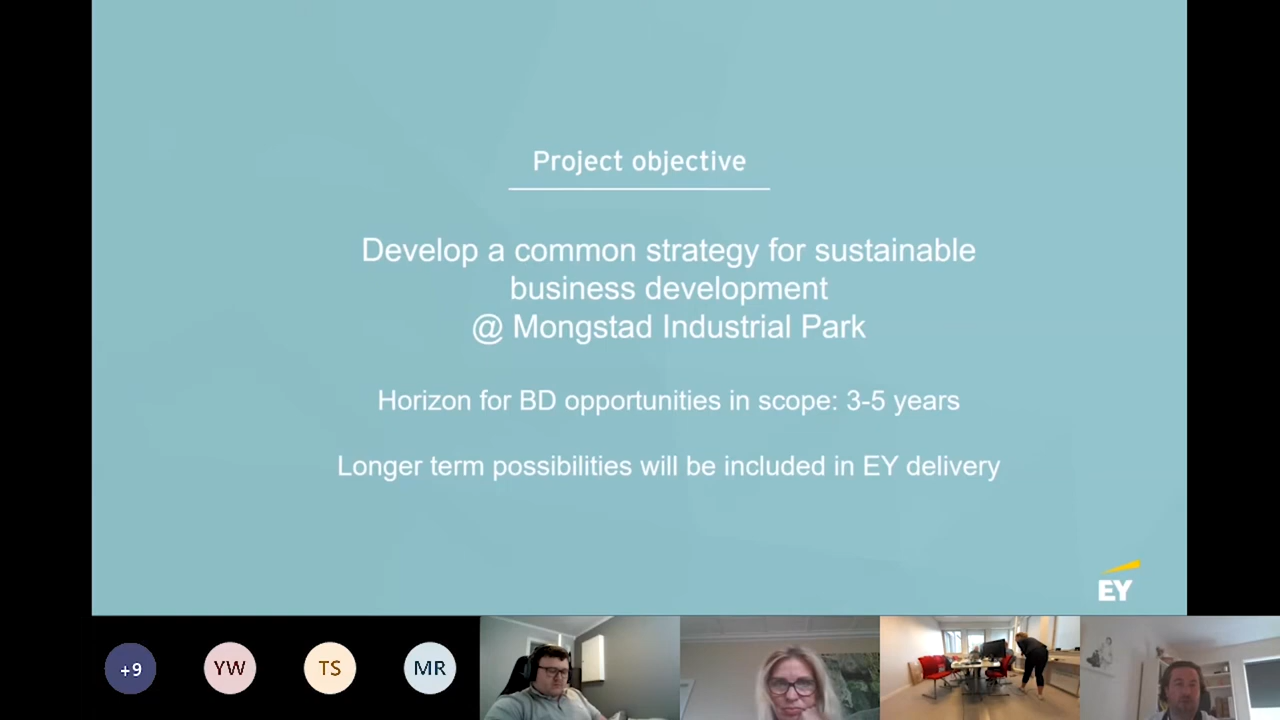 Project objective
Develop a common strategy for sustainable
business development
@ Mongstad Industrial Park
Horizon for BD opportunities in scope: 3-5 years
Longer term possibilities will be included in EY delivery
EY
+9
YW
TS
MR